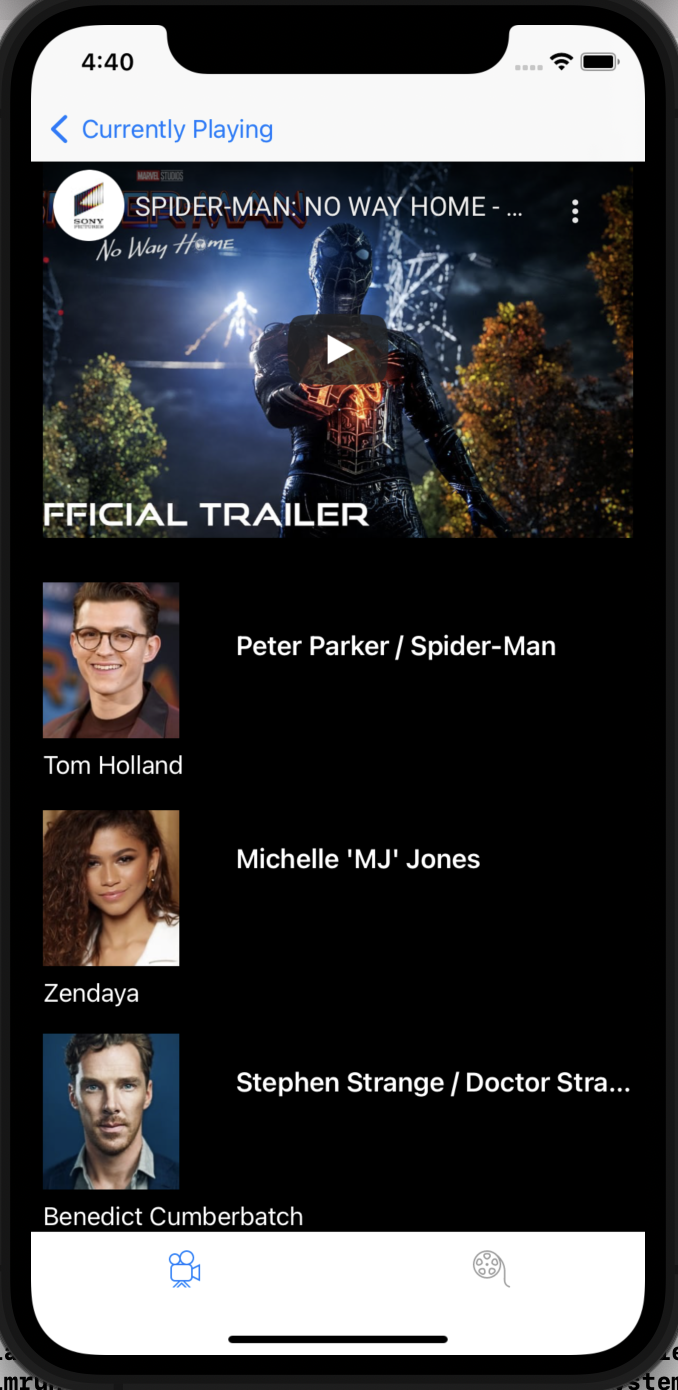 4:40
Currently Playing
MARVEL STUDIOS
SONY
PICTURES
SPIDER-MAN: NO WAY HOME - ...
No Way Home
FFICIAL TRAILER
Peter Parker / Spider-Man
Tom Holland
Michelle 'MJ' Jones
Zendaya
Stephen Strange / Doctor Stra...
Benedict Cumberbatch